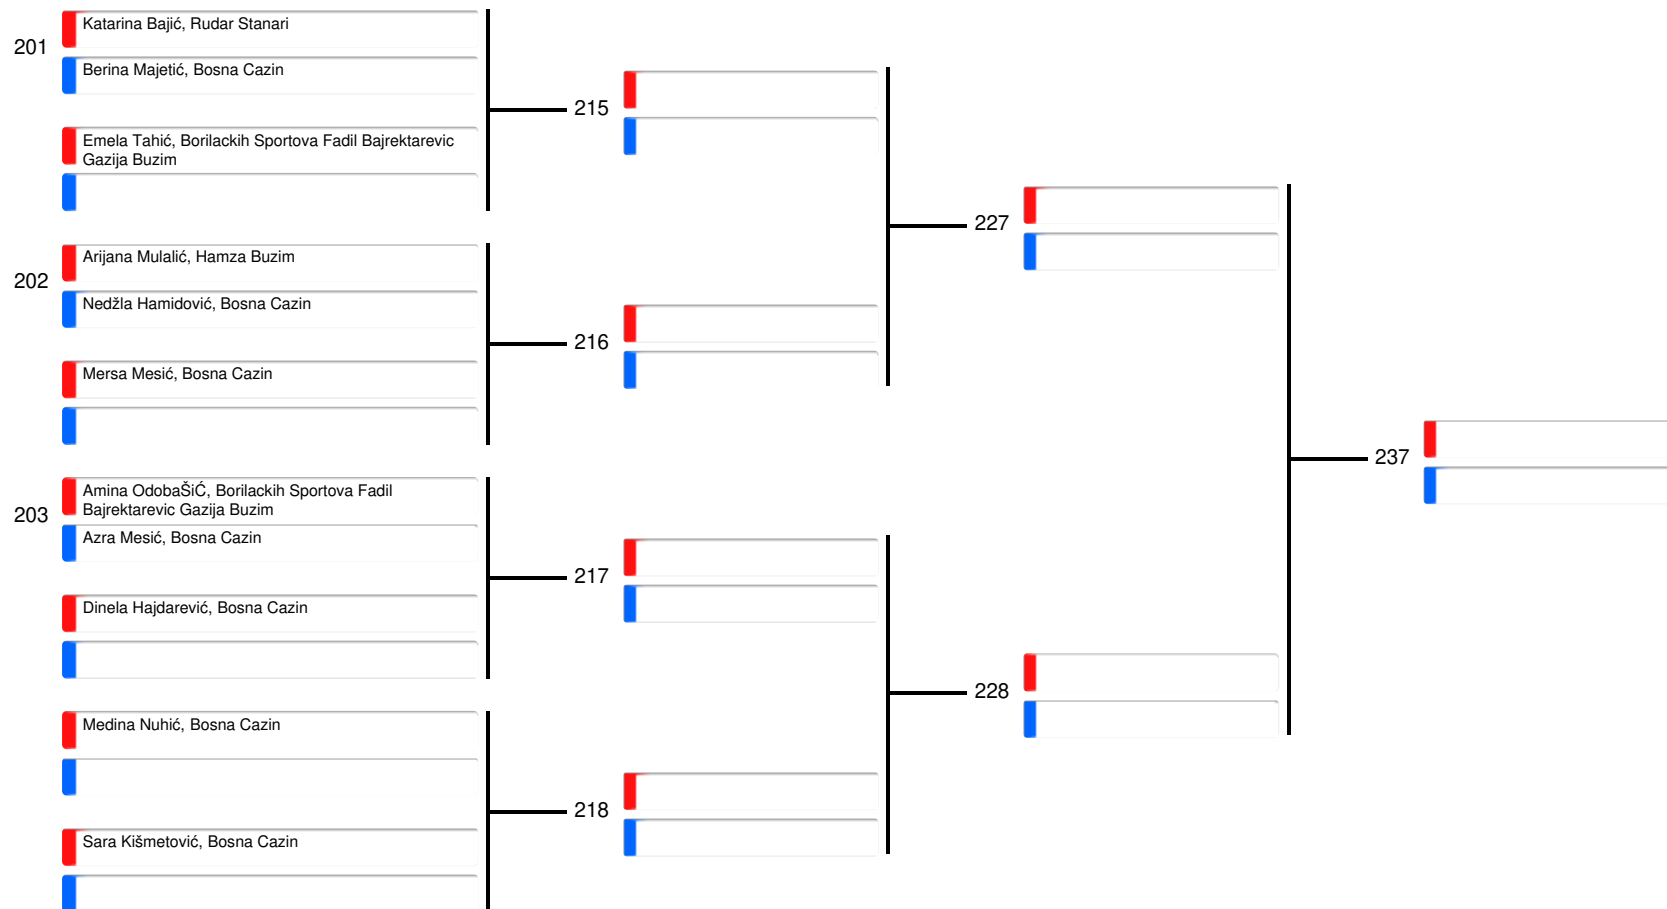 Katarina Bajić, Rudar Stanari
201
Berina Majetić, Bosna Cazin
215
Emela Tahić, Borilackih Sportova Fadil Bajrektarevic
Gazija Buzim
227
Arijana Mulalić, Hamza Buzim
202
Nedžla Hamidović, Bosna Cazin
216
Mersa Mesić, Bosna Cazin
237
Amina OdobaŠiĆ, Borilackih Sportova Fadil
Bajrektarevic Gazija Buzim
203
Azra Mesić, Bosna Cazin
217
Dinela Hajdarević, Bosna Cazin
228
Medina Nuhić, Bosna Cazin
218
Sara Kišmetović, Bosna Cazin